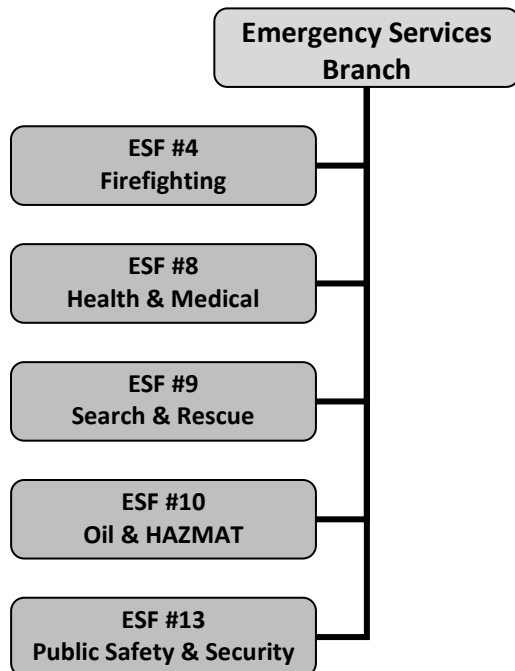 Emergency Services
Branch
ESF #4
Firefighting
ESF #8
Health & Medical
ESF #9
Search & Rescue
ESF #10
Oil & HAZMAT
ESF #13
Public Safety & Security